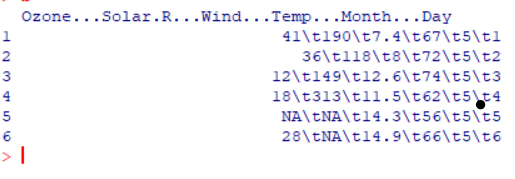 Ozone...Solar.R...Wind...Temp...Month...Day
1 41\t190\t7.4\t67\t5\t1
2 36\t118\t8\t72\t5\t2
3 12\t149\t12.6\t74\t5\t3
4 18\t313\t11.5\t62\t5\t4
5 NA\tNA\t14.3\t56\t5\t5
6 28\tNA\t14.9\t66\t5\t6
>